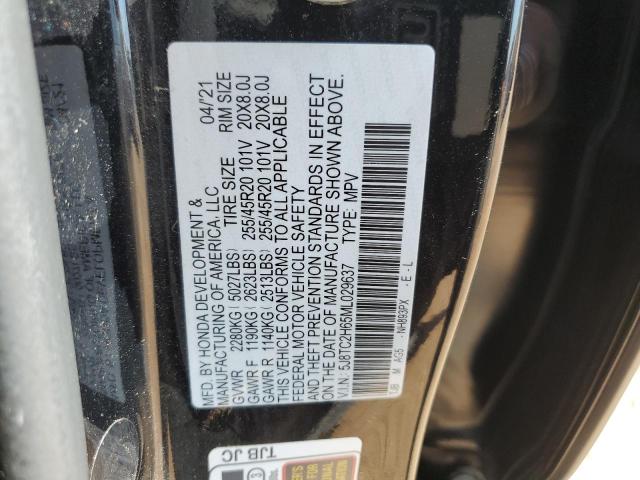 MFD. BY HONDA DEVELOPMENT & 04/'21
MANUFACTURING OF AMERICA, LLC
TIRE SIZE RIM SIZE
GVWR 2280KG( 5027LBS)
GAWR F 1190KG( 2623LBS) 255/45R20 101V 20X8.0J
GAWR R 1140KG( 2513LBS) 255/45R20 101V 20X8.0J
THIS VEHICLE CONFORMS TO ALL APPLICABLE
FEDERAL MOTOR VEHICLE SAFETY
AND THEFT PREVENTION STANDARDS IN EFFECT
ON THE DATE OF MANUFACTURE SHOWN ABOVE.
V.I.N.: 5J8TC2H65ML029637 TYPE: MPV
TJB M AG5 NH893PX - E - L
TJB JC